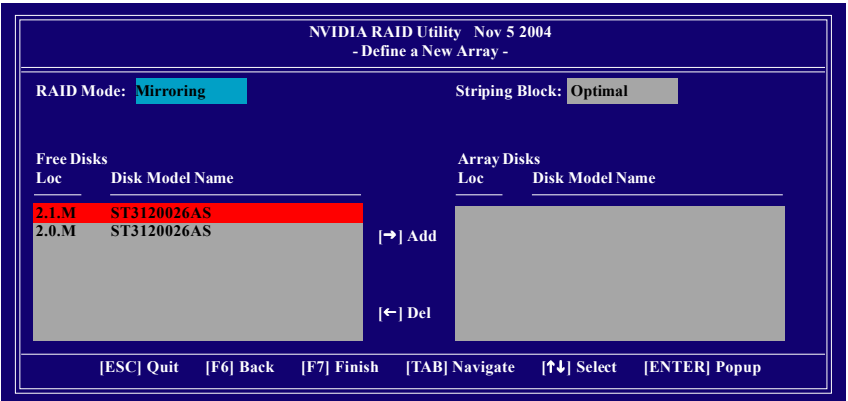 NVIDIA RAID Utility Nov 5 2004
- Define a New Array -
RAID Mode: Mirroring
Striping Block: Optimal
Free Disks
Loc Disk Model Name
2.1.M ST3120026AS
2.0.M ST3120026AS
[→] Add
[←] Del
Array Disks
Loc Disk Model Name
[ESC] Quit [F6] Back [F7] Finish [TAB] Navigate [↑↓] Select [ENTER] Popup